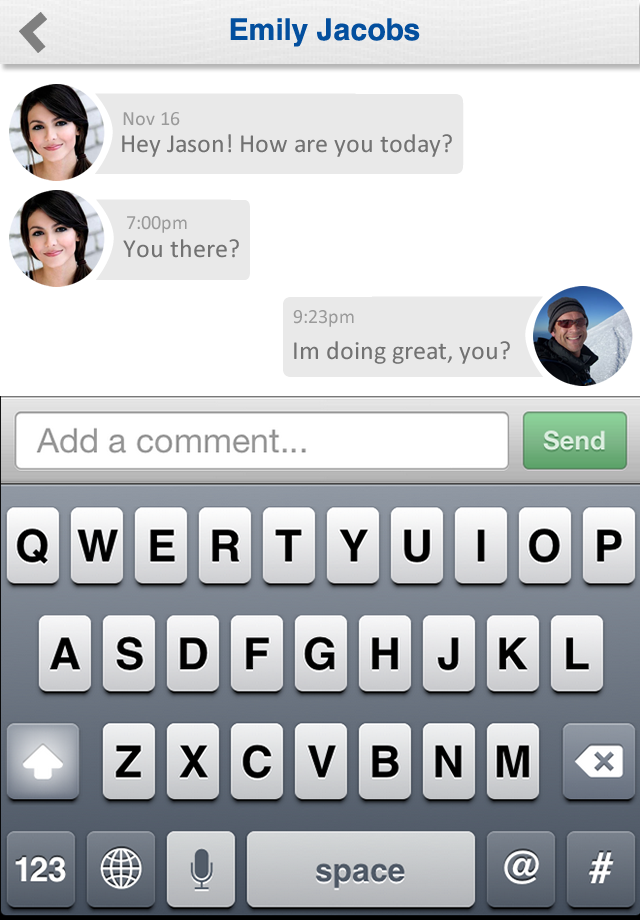 Emily Jacobs
Nov 16
Hey Jason! How are you today?
7:00pm
You there?
9:23pm
Im doing great, you?
Add a comment...
Send
Q W E R T Y U I O P
A S D F G H J K L
Z X C V B N M
123 space @ #